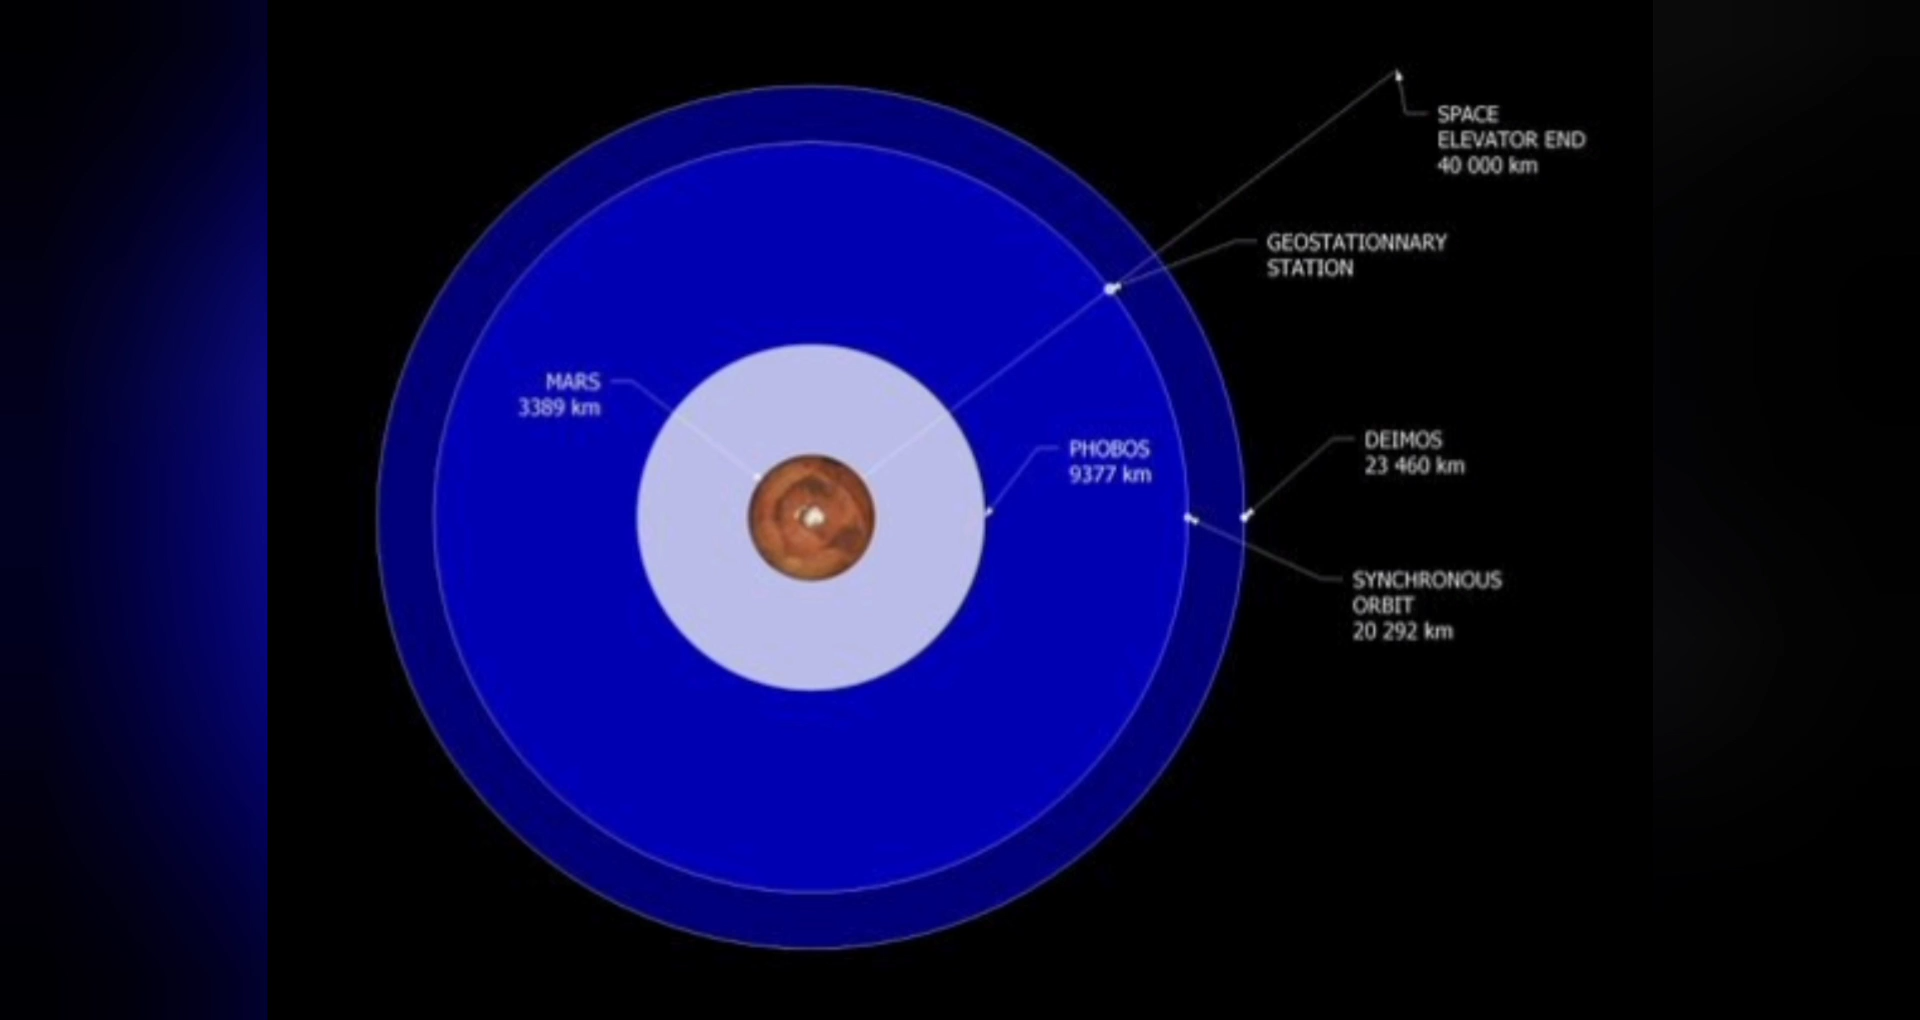 SPACE
ELEVATOR END
40 000 km
GEOSTATIONNARY
STATION
MARS
3389 km
PHOBOS
9377 km
DEIMOS
23 460 km
SYNCHRONOUS
ORBIT
20 292 km